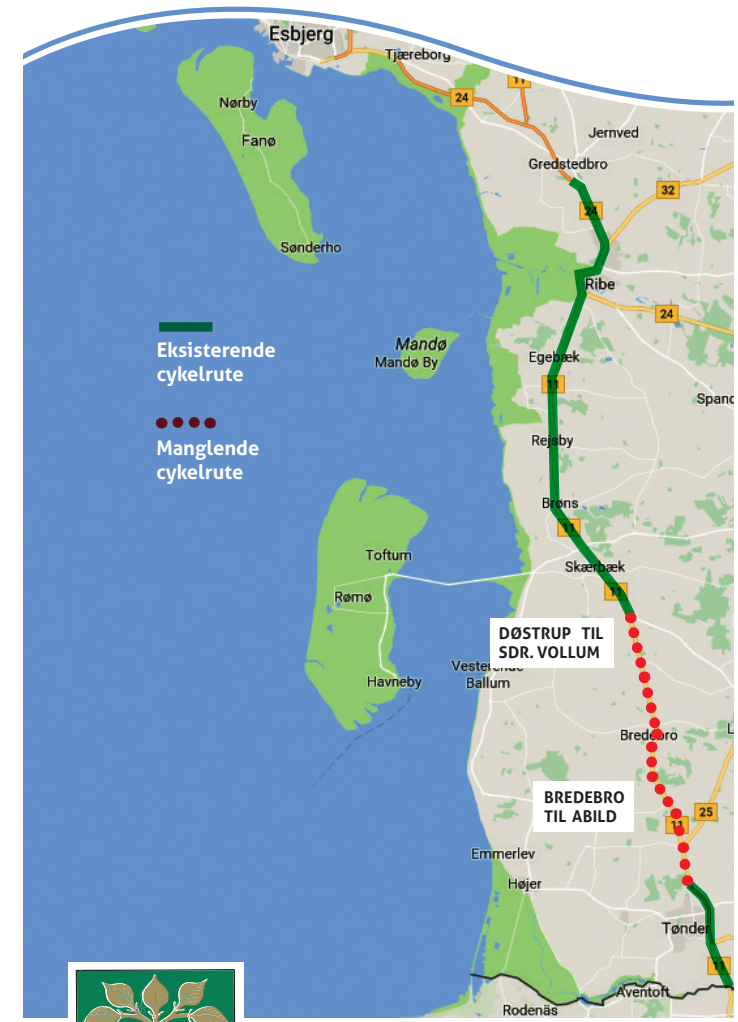 Esbjerg
Tjæreborg
11
24
Nørby
Jernved
Fanø
Gredstedbro
32
24
Sønderho
Ribe
24
Eksisterende
cykelrute
Mandø
Mandø By
Egebæk
11
Manglende
cykelrute
Rejsby
Brøns
11
Toftum
Skærbæk
Rømø
11
DØSTRUP TIL
SDR. VOLLUM
Havneby
Vesterende
Ballum
Bredebro
BREDEBRO
TIL ABILD
25
11
Emmerlev
Højer
Tønder
11
Aventoft
Rodenäs